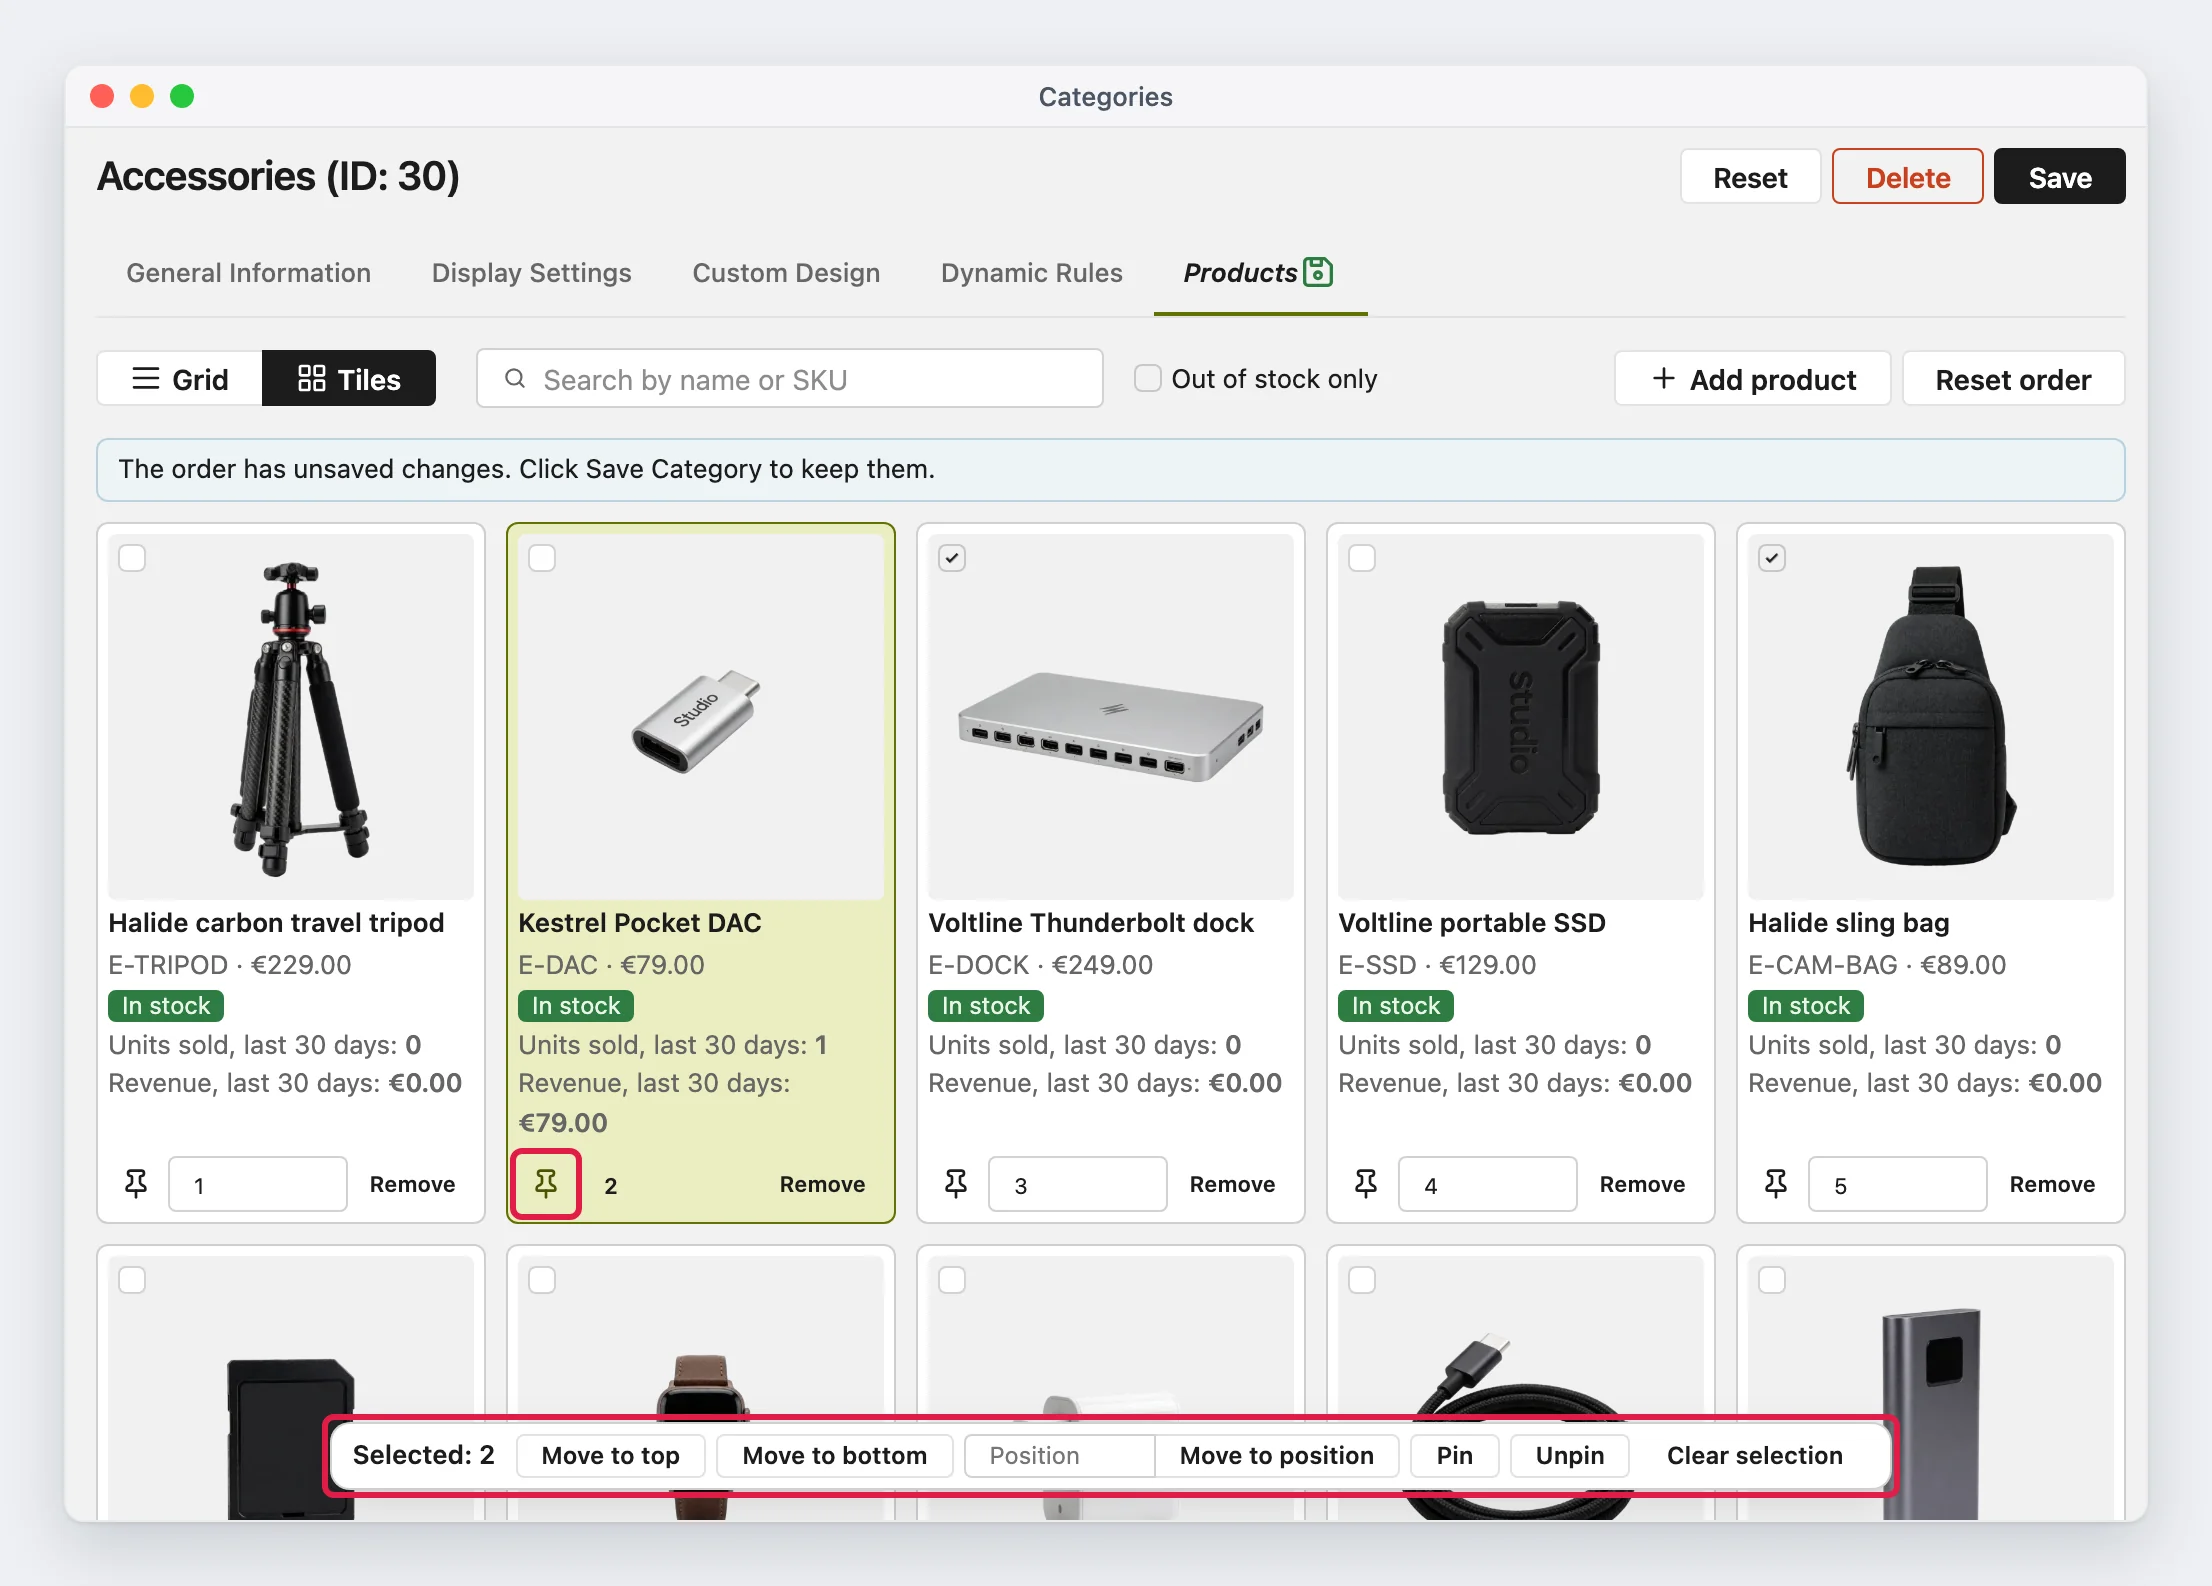 Categories
Accessories (ID: 30)
Reset
Delete
Save
General Information
Display Settings
Custom Design
Dynamic Rules
Products
Grid
Tiles
Search by name or SKU
Out of stock only
Add product
Reset order
The order has unsaved changes. Click Save Category to keep them.
Halide carbon travel tripod
E-TRIPOD · €229.00
In stock
Units sold, last 30 days: 0
Revenue, last 30 days: €0.00
1
Remove
Studio
Kestrel Pocket DAC
E-DAC · €79.00
In stock
Units sold, last 30 days: 1
Revenue, last 30 days:
€79.00
2
Remove
Voltline Thunderbolt dock
E-DOCK · €249.00
In stock
Units sold, last 30 days: 0
Revenue, last 30 days: €0.00
3
Remove
studio
Voltline portable SSD
E-SSD · €129.00
In stock
Units sold, last 30 days: 0
Revenue, last 30 days: €0.00
4
Remove
Halide sling bag
E-CAM-BAG · €89.00
In stock
Units sold, last 30 days: 0
Revenue, last 30 days: €0.00
5
Remove
Selected: 2
Move to top
Move to bottom
Position
Move to position
Pin
Unpin
Clear selection